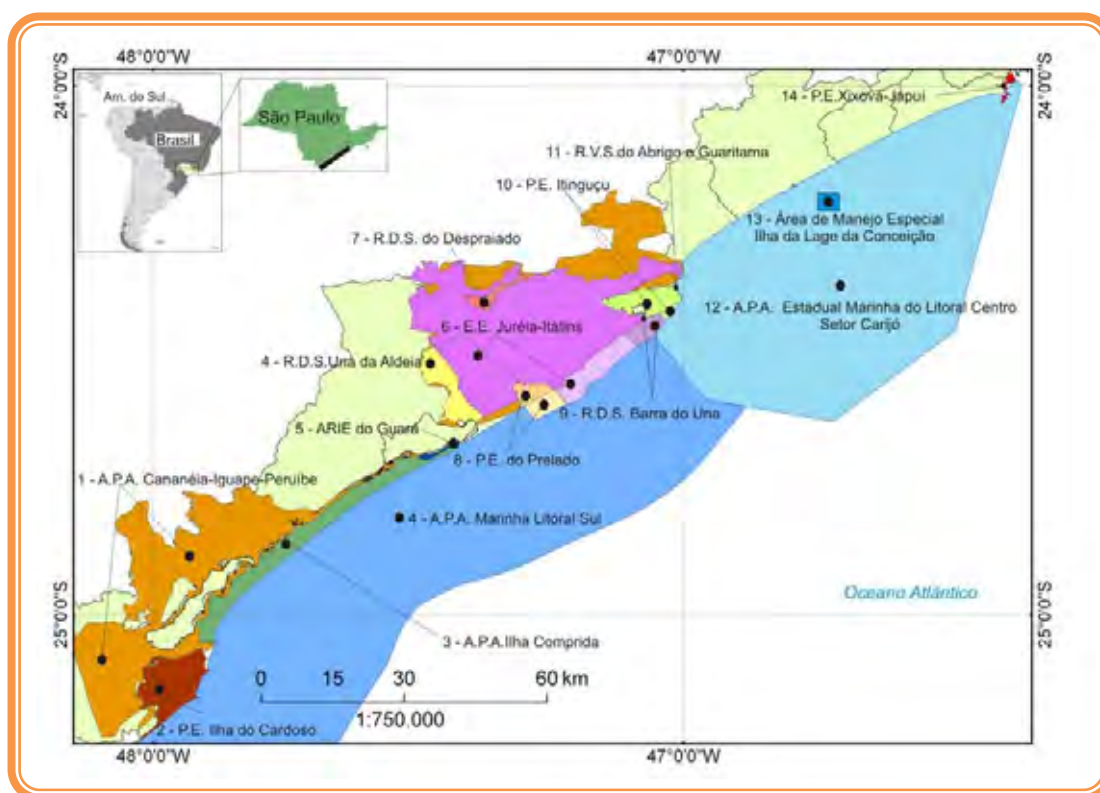 48°0'0"W
47°0'0"W
24°0'0"S
24°0'0"S
Am. do Sul
Brasil
São Paulo
14 - P.E.Xixová-Japuí
11 - R.V.S.do Abrigo e Guaritama
10 - P.E. Itinguçu
13 - Área de Manejo Especial
Ilha da Lage da Conceição
7 - R.D.S. do Despraiado
12 - A.P.A. Estadual Marinha do Litoral Centro
Setor Carijó
6 - E.E. Juréia-Itatins
4 - R.D.S.Una da Aldeia
9 - R.D.S. Barra do Una
5 - ARIE do Guará
8 - P.E. do Prelado
1 - A.P.A. Cananéia-Iguape-Peruíbe
4 - A.P.A. Marinha Litoral Sul
Oceano Atlântico
25°0'0"S
25°0'0"S
3 - A.P.A.Ilha Comprida
0 15 30 60 km
1:750.000
2 - P.E. Ilha do Cardoso
48°0'0"W
47°0'0"W